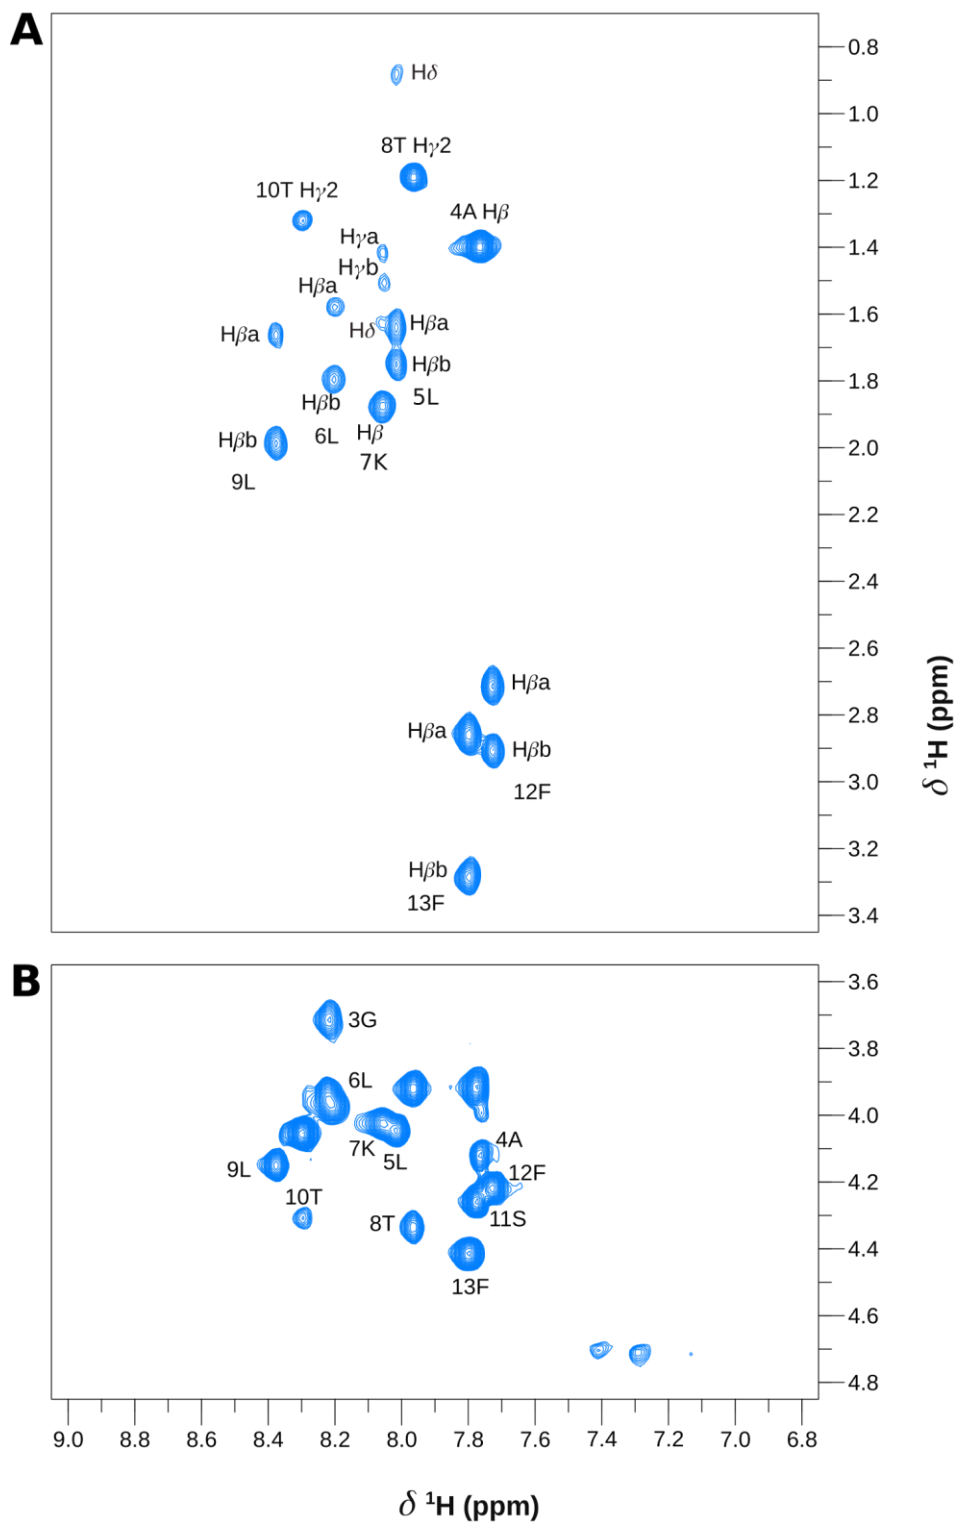 A
0.8
Hδ
1.0
8T Hγ2
1.2
10T Hγ2
4A Hβ
Hγa
1.4
Hγb
Hβa
1.6
Hβa
Hδ
Hβa
Hβb
1.8
5L
Hβb
6L
Hβ
Hβb
2.0
7K
9L
2.2
2.4
2.6
Hβa
2.8
Hβa
Hβb
12F
3.0
3.2
Hβb
13F
3.4
δ ¹H (ppm)
B
3.6
3G
3.8
6L
4.0
7K
5L
4A
9L
12F
4.2
10T
8T
11S
4.4
13F
4.6
4.8
9.0 8.8 8.6 8.4 8.2 8.0 7.8 7.6 7.4 7.2 7.0 6.8
δ ¹H (ppm)